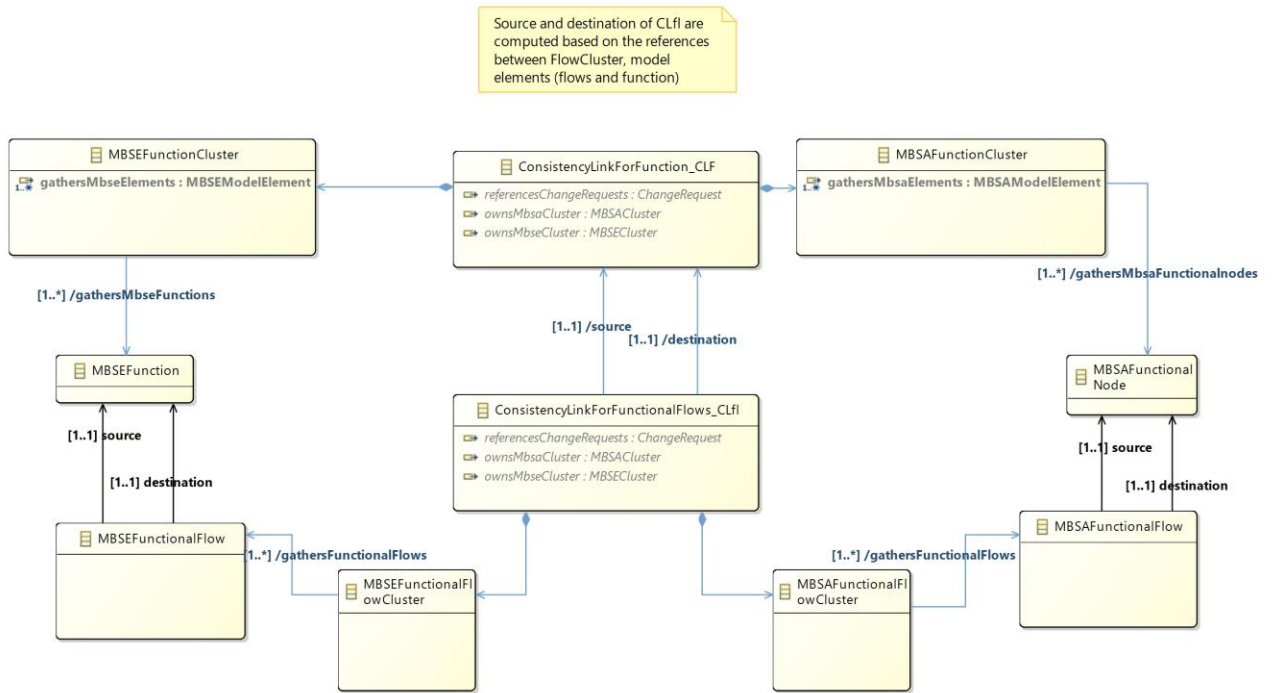 Source and destination of CLfl are
computed based on the references
between FlowCluster, model
elements (flows and function)
MBSEFunctionCluster
1..* gathersMbseElements : MBSEModelElement
ConsistencyLinkForFunction_CLF
referencesChangeRequests : ChangeRequest
ownsMbsaCluster : MBSACluster
ownsMbseCluster : MBSECluster
MBSAFunctionCluster
1..* gathersMbsaElements : MBSAModelElement
[1..*] /gathersMbseFunctions
[1..*] /gathersMbsaFunctionalnodes
[1..1] /source
[1..1] /destination
MBSEFunction
MBSAFunctional
Node
ConsistencyLinkForFunctionalFlows_CLfl
referencesChangeRequests : ChangeRequest
ownsMbsaCluster : MBSACluster
ownsMbseCluster : MBSECluster
[1..1] source
[1..1] destination
[1..1] source
[1..1] destination
MBSEFunctionalFlow
MBSAFunctionalFlow
[1..*] /gathersFunctionalFlows
[1..*] /gathersFunctionalFlows
MBSEFunctionalFl
owCluster
MBSAFunctionalFl
owCluster